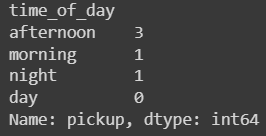 time_of_day
afternoon    3
morning      1
night        1
day          0
Name: pickup, dtype: int64